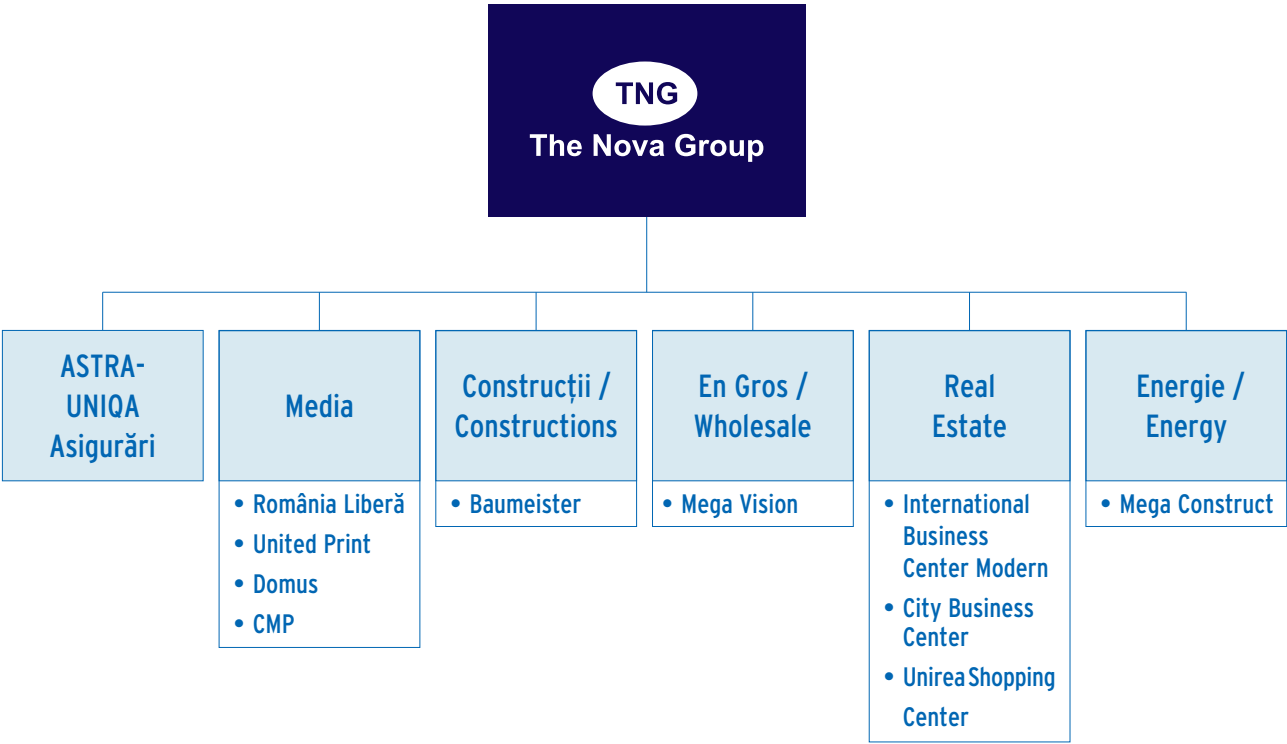 TNG
The Nova Group
ASTRA-
UNIQA
Asigurări
Media
• România Liberă
• United Print
• Domus
• CMP
Construcții /
Constructions
• Baumeister
En Gros /
Wholesale
• Mega Vision
Real
Estate
• International
Business
Center Modern
• City Business
Center
• Unirea Shopping
Center
Energie /
Energy
• Mega Construct